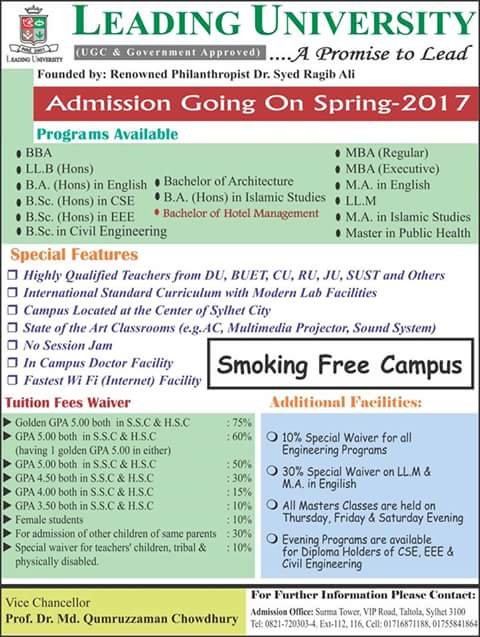 LEADING UNIVERSITY
LEADING UNIVERSITY
(UGC & Government Approved) ....A Promise to Lead
Founded by: Renowned Philanthropist Dr. Syed Ragib Ali
Admission Going On Spring-2017
Programs Available
BBA
LL.B (Hons)
B.A. (Hons) in English
B.Sc. (Hons) in CSE
B.Sc. (Hons) in EEE
B.Sc. in Civil Engineering
Bachelor of Architecture
B.A. (Hons) in Islamic Studies
Bachelor of Hotel Management
MBA (Regular)
MBA (Executive)
M.A. in English
LL.M
M.A. in Islamic Studies
Master in Public Health
Special Features
Highly Qualified Teachers from DU, BUET, CU, RU, JU, SUST and Others
International Standard Curriculum with Modern Lab Facilities
Campus Located at the Center of Sylhet City
State of the Art Classrooms (e.g.AC, Multimedia Projector, Sound System)
No Session Jam
In Campus Doctor Facility
Fastest Wi Fi (Internet) Facility
Smoking Free Campus
Tuition Fees Waiver
Golden GPA 5.00 both in S.S.C & H.S.C : 75%
GPA 5.00 both in S.S.C & H.S.C : 60%
(having 1 golden GPA 5.00 in either)
GPA 5.00 both in S.S.C & H.S.C : 50%
GPA 4.50 both in S.S.C & H.S.C : 30%
GPA 4.00 both in S.S.C & H.S.C : 15%
GPA 3.50 both in S.S.C & H.S.C : 10%
Female students : 10%
For admission of other children of same parents : 30%
Special waiver for teachers' children, tribal & : 10%
physically disabled.
Additional Facilities:
10% Special Waiver for all
Engineering Programs
30% Special Waiver on LL.M &
M.A. in Engilish
All Masters Classes are held on
Thursday, Friday & Saturday Evening
Evening Programs are available
for Diploma Holders of CSE, EEE &
Civil Engineering
Vice Chancellor
Prof. Dr. Md. Qumruzzaman Chowdhury
For Further Information Please Contact:
Admission Office: Surma Tower, VIP Road, Taltola, Sylhet 3100
Tel: 0821-720303-4. Ext-112, 116, Cell: 01716871188, 01755841864